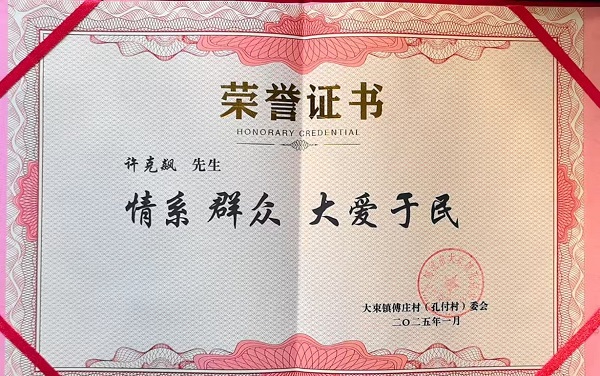 荣誉证书
HONORARY CREDENTIAL
许克飙 先生
情系群众 大爱于民
大束镇傅庄村（孔付村）委会
二〇二五年一月